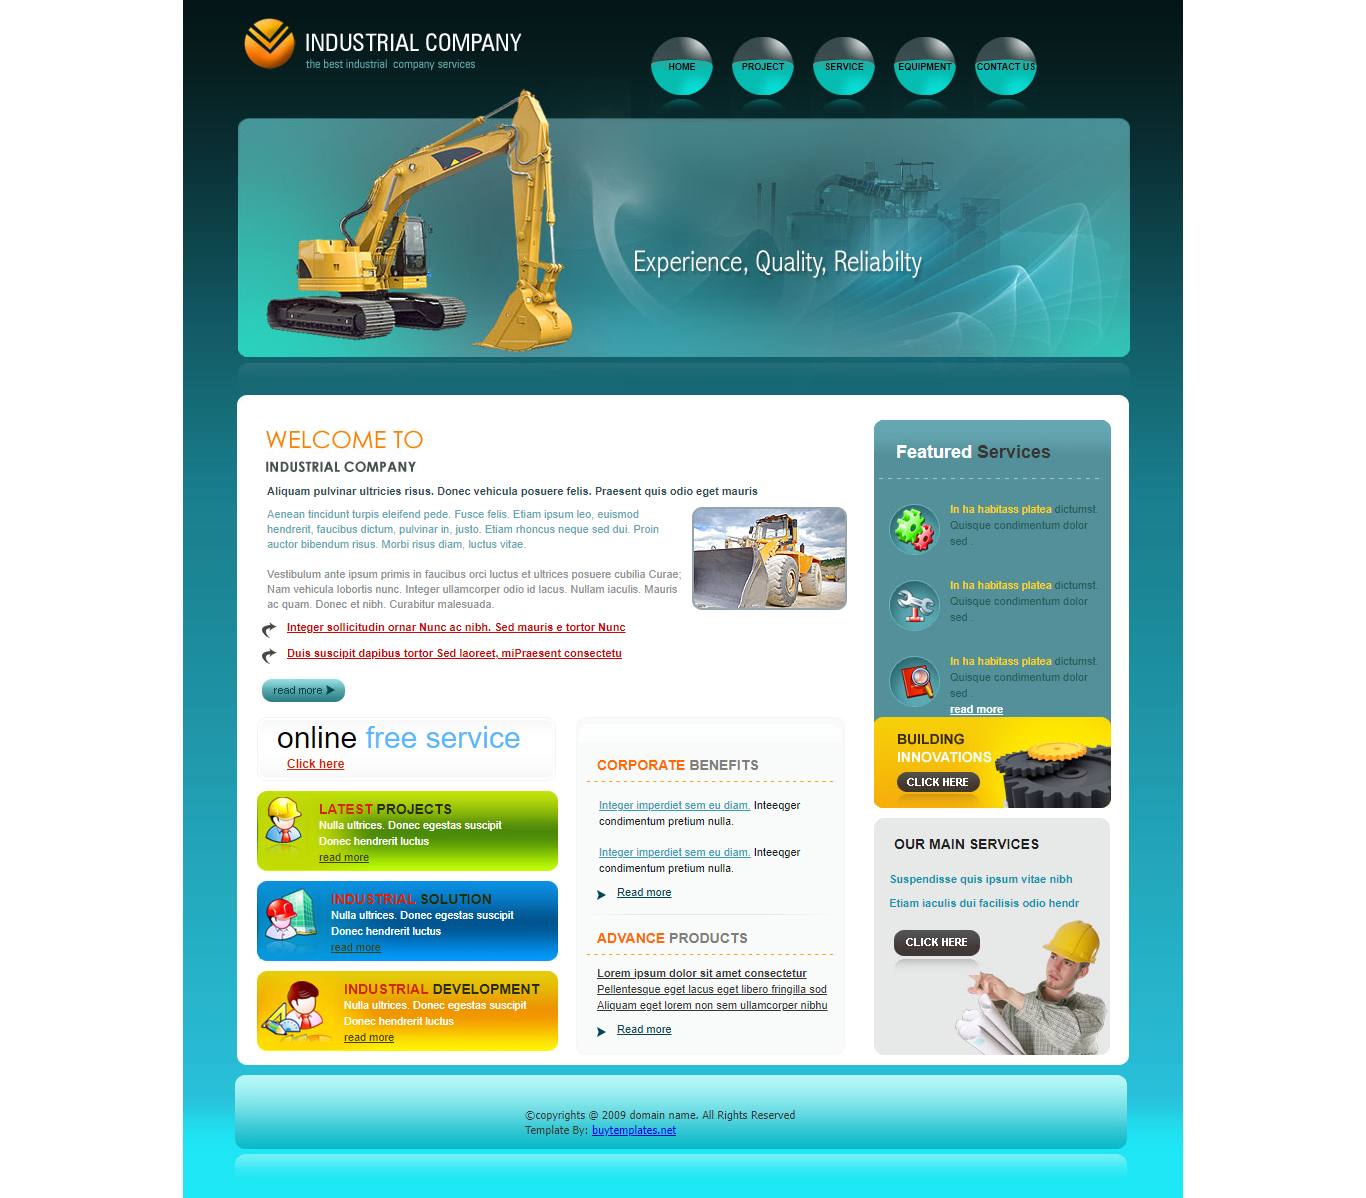 INDUSTRIAL COMPANY
the best industrial company services
HOME
PROJECT
SERVICE
EQUIPMENT
CONTACT US
Experience, Quality, Reliabilty
WELCOME TO
INDUSTRIAL COMPANY
Aliquam pulvinar ultricies risus. Donec vehicula posuere felis. Praesent quis odio eget mauris
Aenean tincidunt turpis eleifend pede. Fusce felis. Etiam ipsum leo, euismod
hendrerit, faucibus dictum, pulvinar in, justo. Etiam rhoncus neque sed dui. Proin
auctor bibendum risus. Morbi risus diam, luctus vitae.
Vestibulum ante ipsum primis in faucibus orci luctus et ultrices posuere cubilia Curae;
Nam vehicula lobortis nunc. Integer ullamcorper odio id lacus. Nullam iaculis. Mauris
ac quam. Donec et nibh. Curabitur malesuada.
Integer sollicitudin ornar Nunc ac nibh. Sed mauris e tortor Nunc
Duis suscipit dapibus tortor Sed laoreet, miPraesent consectetu
read more
online free service
Click here
LATEST PROJECTS
Nulla ultrices. Donec egestas suscipit
Donec hendrerit luctus
read more
INDUSTRIAL SOLUTION
Nulla ultrices. Donec egestas suscipit
Donec hendrerit luctus
read more
INDUSTRIAL DEVELOPMENT
Nulla ultrices. Donec egestas suscipit
Donec hendrerit luctus
read more
CORPORATE BENEFITS
Integer imperdiet sem eu diam. Inteeqger
condimentum pretium nulla.
Integer imperdiet sem eu diam. Inteeqger
condimentum pretium nulla.
Read more
ADVANCE PRODUCTS
Lorem ipsum dolor sit amet consectetur
Pellentesque eget lacus eget libero fringilla sod
Aliquam eget lorem non sem ullamcorper nibhu
Read more
Featured Services
In ha habitass platea dictumst.
Quisque condimentum dolor
sed .
In ha habitass platea dictumst.
Quisque condimentum dolor
sed .
In ha habitass platea dictumst.
Quisque condimentum dolor
sed .
read more
BUILDING
INNOVATIONS
CLICK HERE
OUR MAIN SERVICES
Suspendisse quis ipsum vitae nibh
Etiam iaculis dui facilisis odio hendr
CLICK HERE
©copyrights @ 2009 domain name. All Rights Reserved
Template By: buytemplates.net